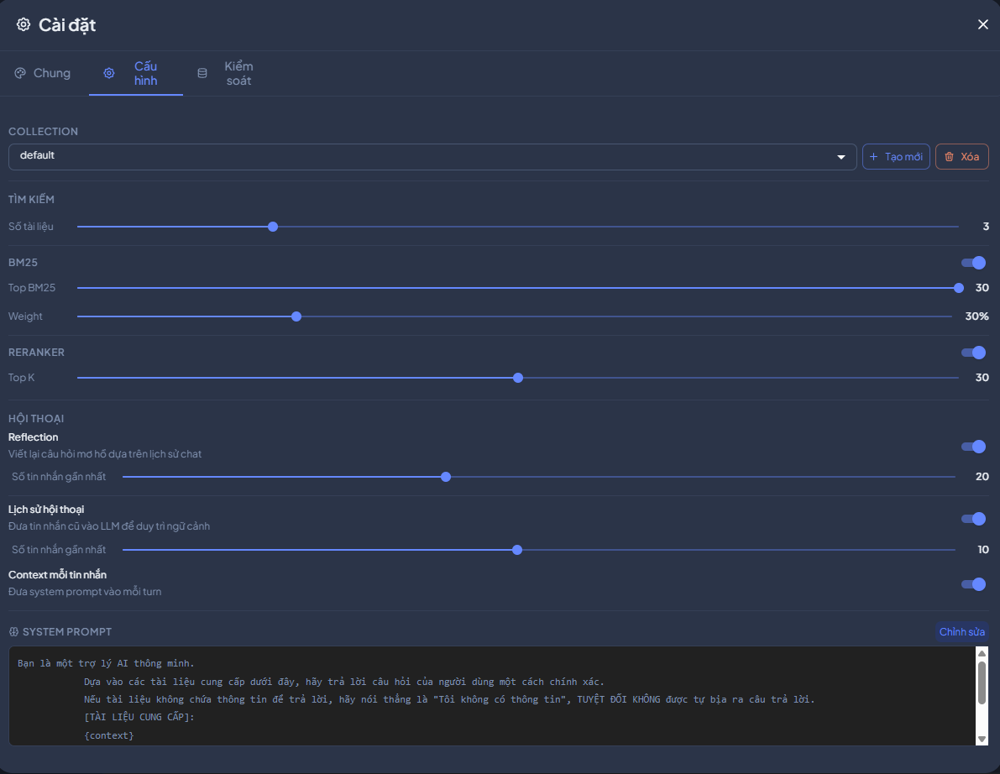 Cài đặt
Chung
Cấu
hình
Kiểm
soát
COLLECTION
default
+ Tạo mới
Xóa
TÌM KIẾM
Số tài liệu
3
BM25
Top BM25
30
Weight
30%
RERANKER
Top K
30
HỘI THOẠI
Reflection
Viết lại câu hỏi mơ hồ dựa trên lịch sử chat
Số tin nhắn gần nhất
20
Lịch sử hội thoại
Đưa tin nhắn cũ vào LLM để duy trì ngữ cảnh
Số tin nhắn gần nhất
10
Context mỗi tin nhắn
Đưa system prompt vào mỗi turn
SYSTEM PROMPT
Chỉnh sửa
Bạn là một trợ lý AI thông minh.
Dựa vào các tài liệu cung cấp dưới đây, hãy trả lời câu hỏi của người dùng một cách chính xác.
Nếu tài liệu không chứa thông tin để trả lời, hãy nói thẳng là "Tôi không có thông tin", TUYỆT ĐỐI KHÔNG được tự bịa ra câu trả lời.
[TÀI LIỆU CUNG CẤP]:
{context}